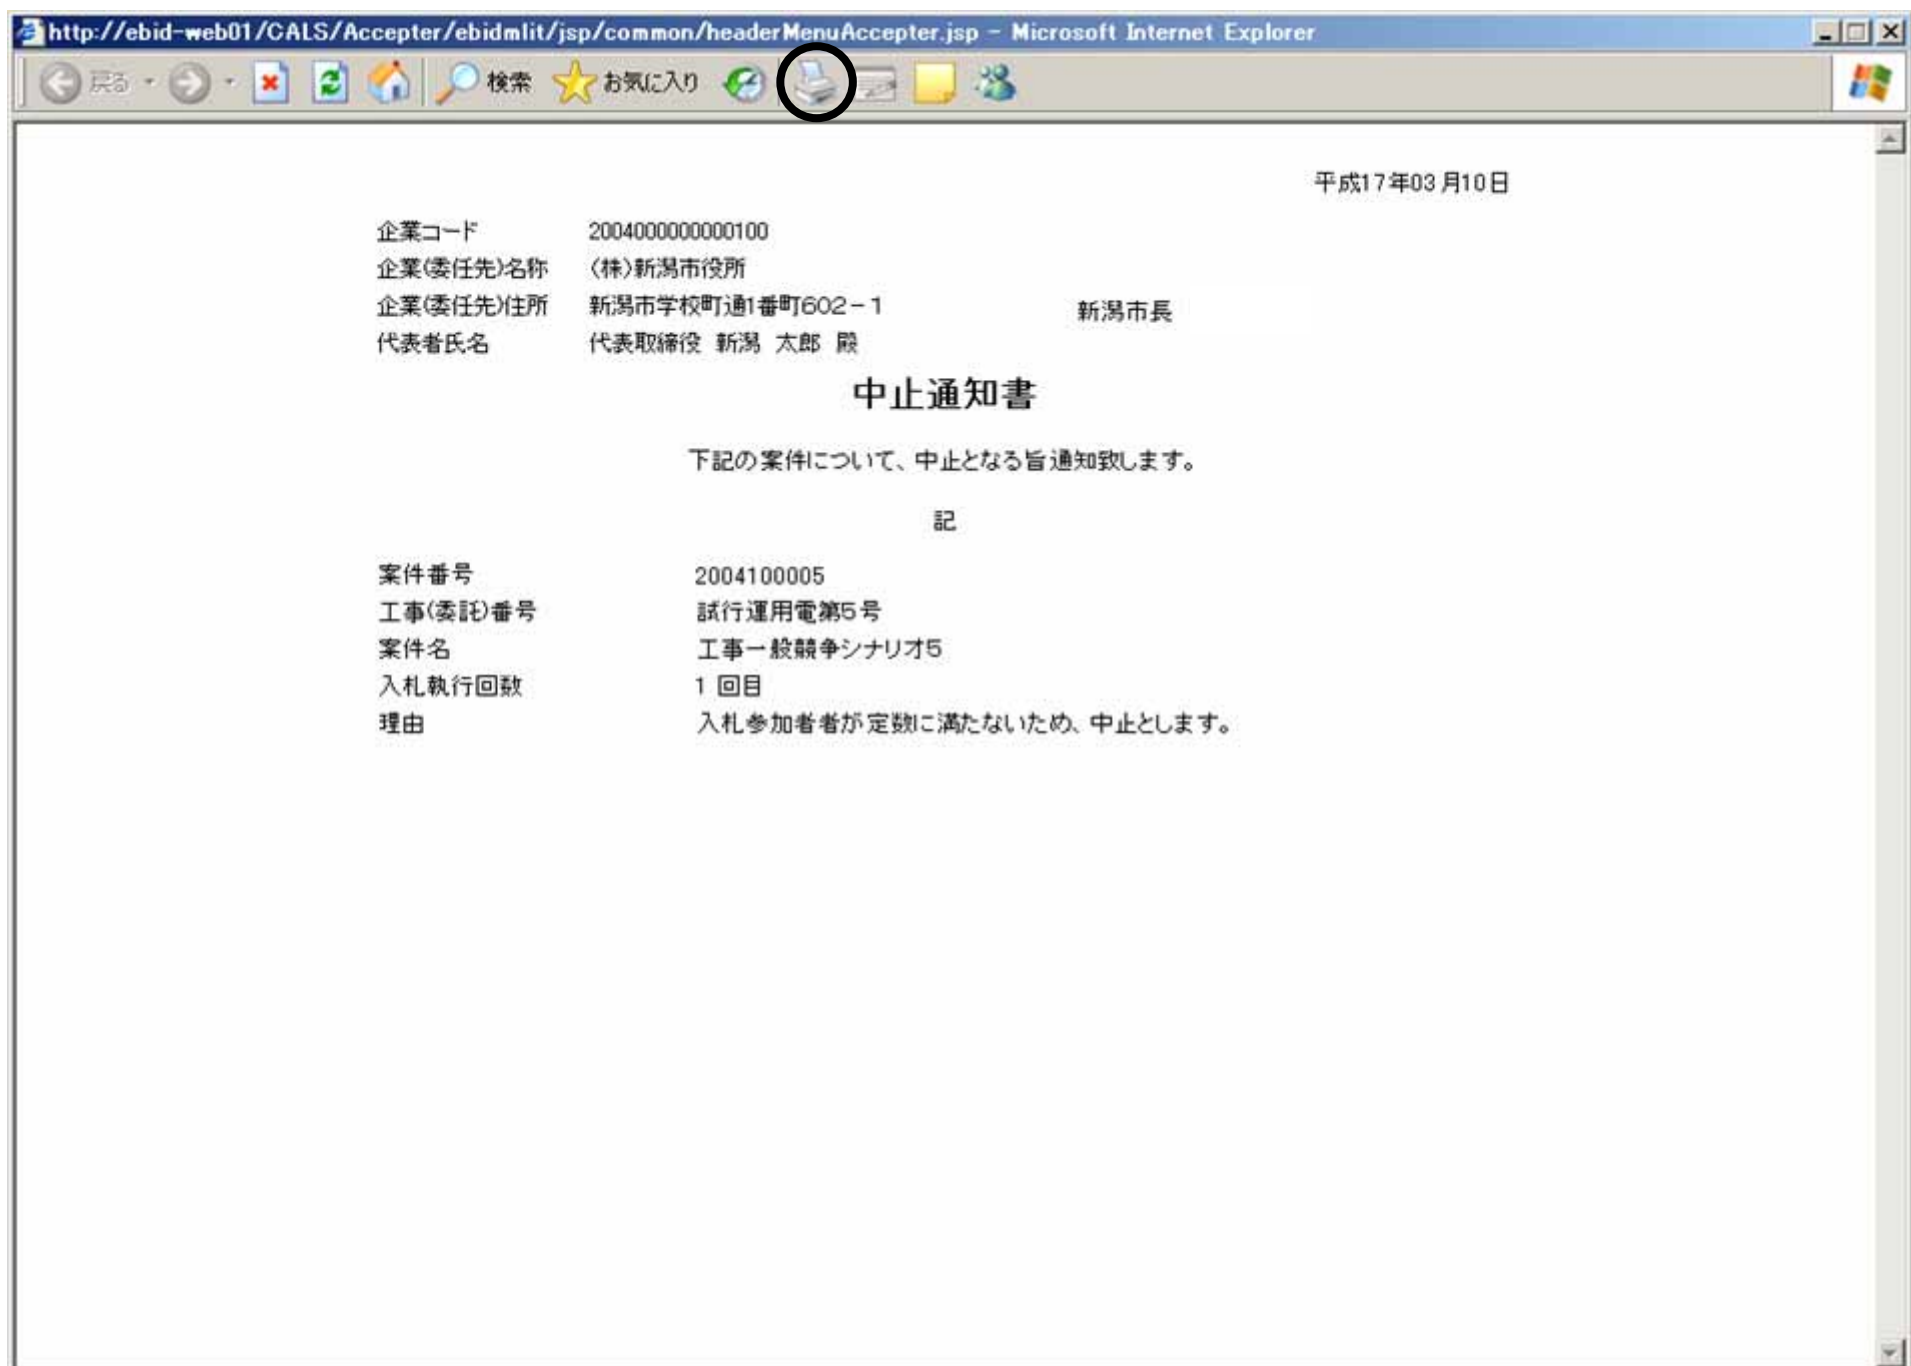 http://ebid-web01/CALS/Accepter/ebidmlit/jsp/common/headerMenuAccepter.jsp - Microsoft Internet Explorer
戻る 検索 お気に入り
平成17年03月10日
企業コード 2004000000000100
企業(委任先)名称 (株)新潟市役所
企業(委任先)住所 新潟市学校町通1番町602-1 新潟市長
代表者氏名 代表取締役 新潟 太郎 殿
中止通知書
下記の案件について、中止となる旨通知致します。
記
案件番号 2004100005
工事(委託)番号 試行運用電第5号
案件名 工事一般競争シナリオ5
入札執行回数 1 回目
理由 入札参加者者が定数に満たないため、中止とします。